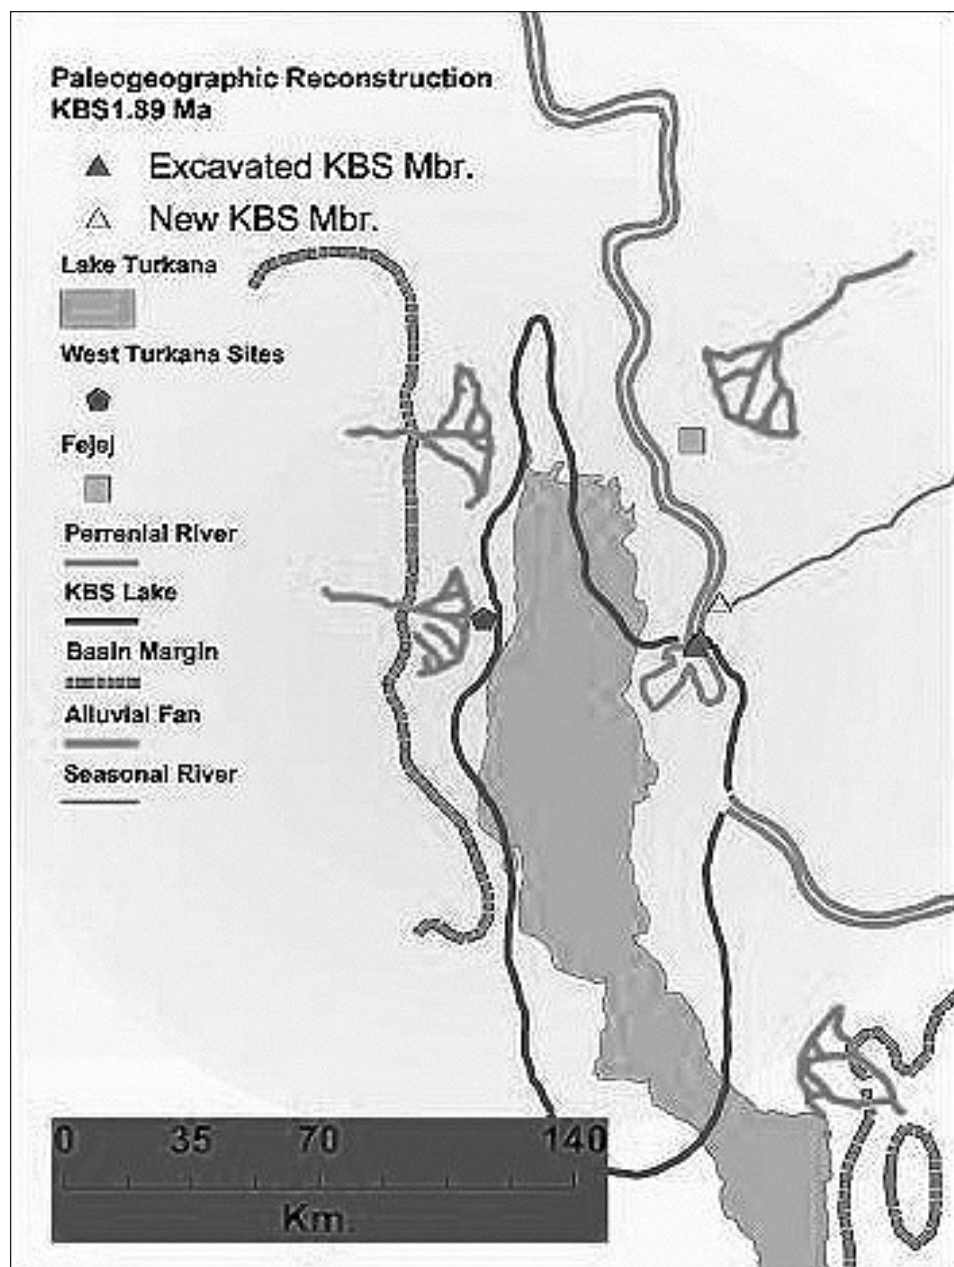 Paleogeographic Reconstruction
KBS1.89 Ma
Excavated KBS Mbr.
New KBS Mbr.
Lake Turkana
West Turkana Sites
Fejej
Perrenial River
KBS Lake
Basin Margin
Alluvial Fan
Seasonal River
0 35 70 140
Km.